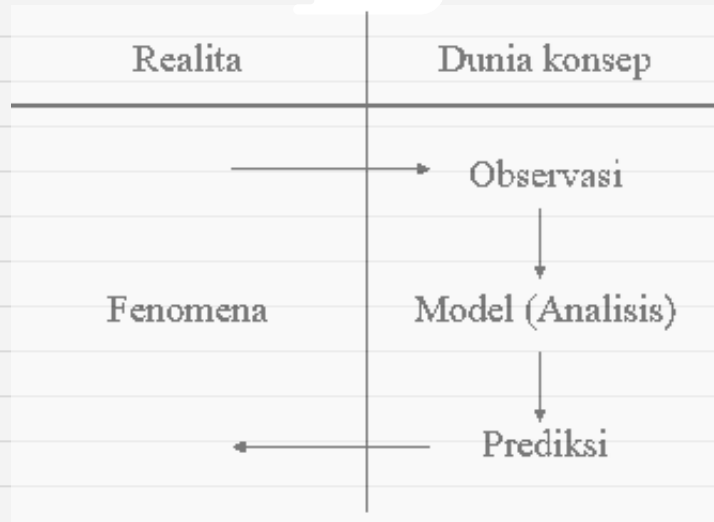 Realita
Dunia konsep
Observasi
Fenomena
Model (Analisis)
Prediksi